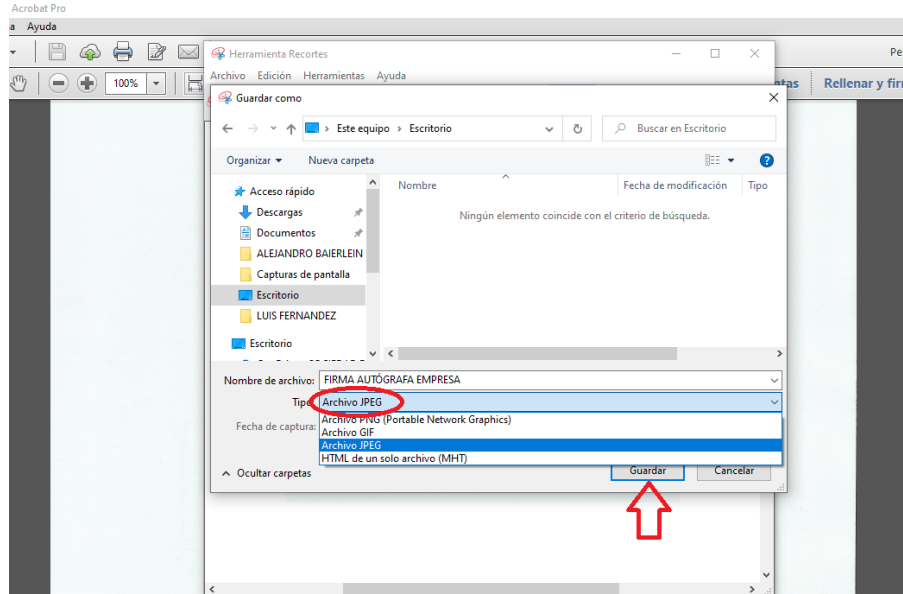 Acrobat Pro
a Ayuda
Herramienta Recortes
Pe
Archivo Edición Herramientas Ayuda
100%
ntas Rellenar y fir
Guardar como
Este equipo > Escritorio
Buscar en Escritorio
Organizar Nueva carpeta
Nombre Fecha de modificación Tipo
Acceso rápido
Ningún elemento coincide con el criterio de búsqueda.
Descargas
Documentos
ALEJANDRO BAIERLEIN
Capturas de pantalla
Escritorio
LUIS FERNANDEZ
Escritorio
Nombre de archivo: FIRMA AUTÓGRAFA EMPRESA
Tipo: Archivo JPEG
Archivo PNG (Portable Network Graphics)
Fecha de captura:
Archivo GIF
Archivo JPEG
HTML de un solo archivo (MHT)
Ocultar carpetas
Guardar Cancelar